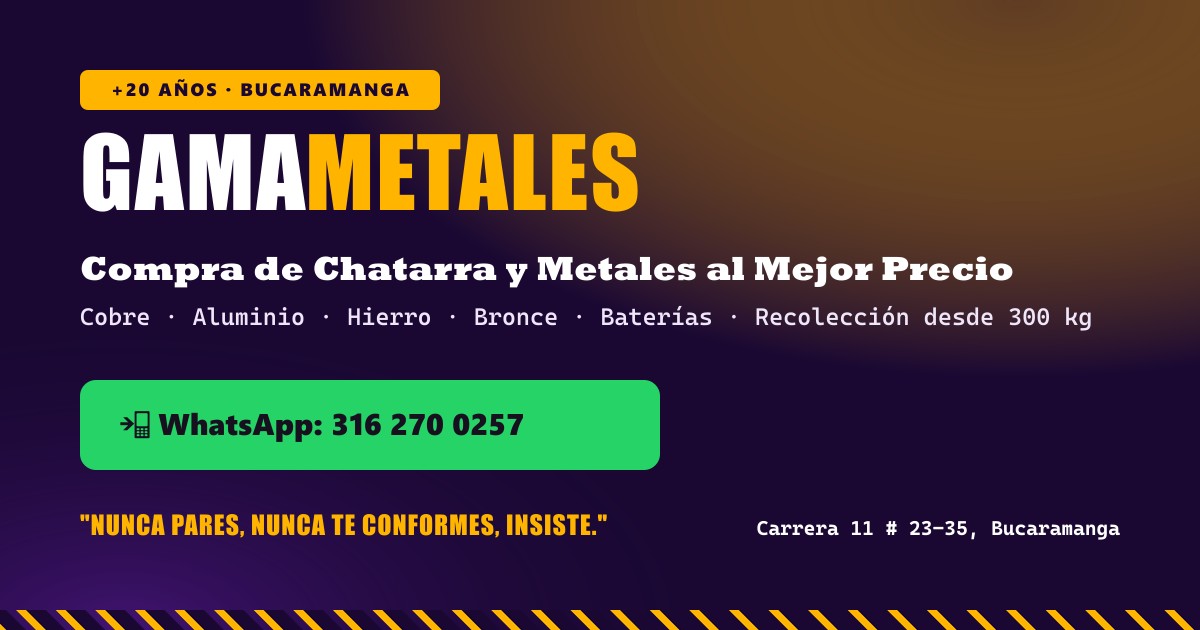 +20 AÑOS · BUCARAMANGA
GAMAMETALES
Compra de Chatarra y Metales al Mejor Precio
Cobre · Aluminio · Hierro · Bronce · Baterías · Recolección desde 300 kg
📲 WhatsApp: 316 270 0257
"NUNCA PARES, NUNCA TE CONFORMES, INSISTE."
Carrera 11 # 23-35, Bucaramanga